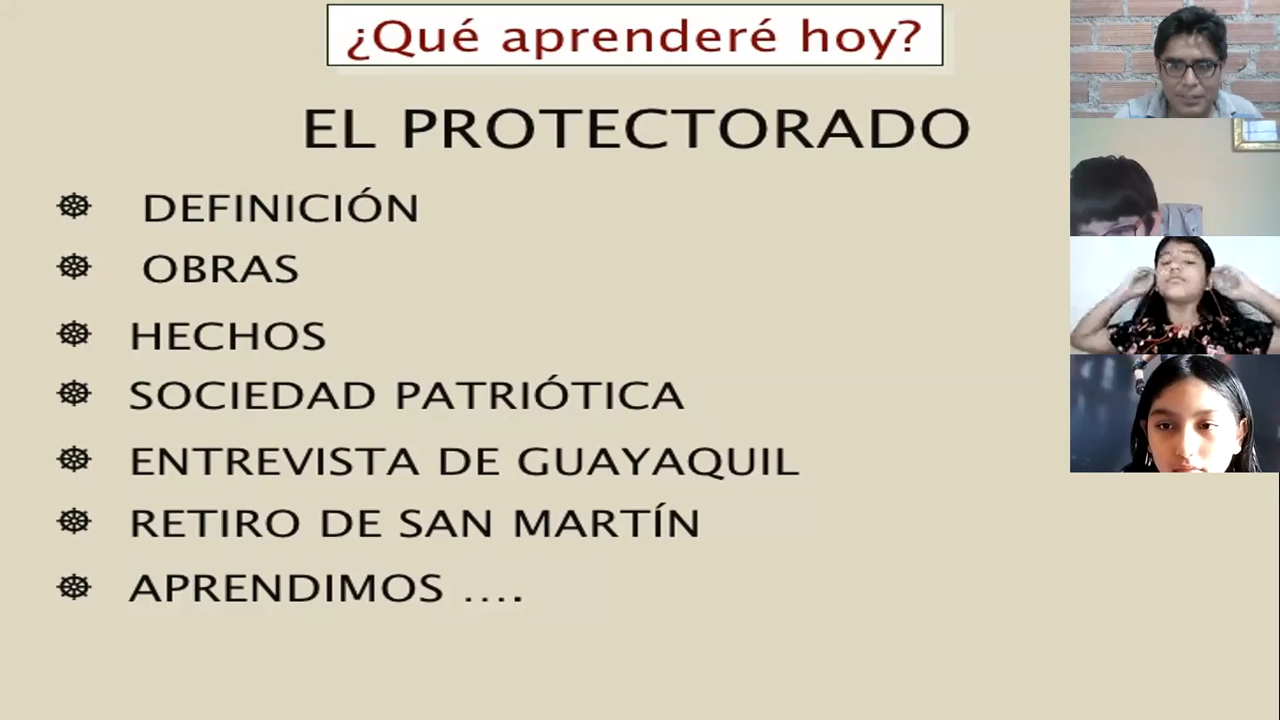 ¿Qué aprenderé hoy?
EL PROTECTORADO
DEFINICIÓN
OBRAS
HECHOS
SOCIEDAD PATRIÓTICA
ENTREVISTA DE GUAYAQUIL
RETIRO DE SAN MARTÍN
APRENDIMOS ....